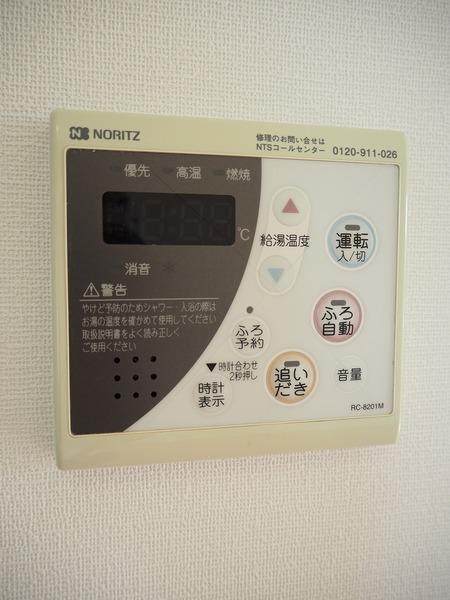 NORITZ
修理のお問い合せは
NTSコールセンター 0120-911-026
優先 高温 燃焼
℃
給湯温度
運転
入/切
消音
警告
やけど予防のためシャワー・入浴の際は
お湯の温度を確かめて使用してください
取扱説明書をよく読み正しく
ご使用ください
ふろ
予約
ふろ
自動
▼時計合わせ
2秒押し
時計
表示
追い
だき
音量
RC-8201M